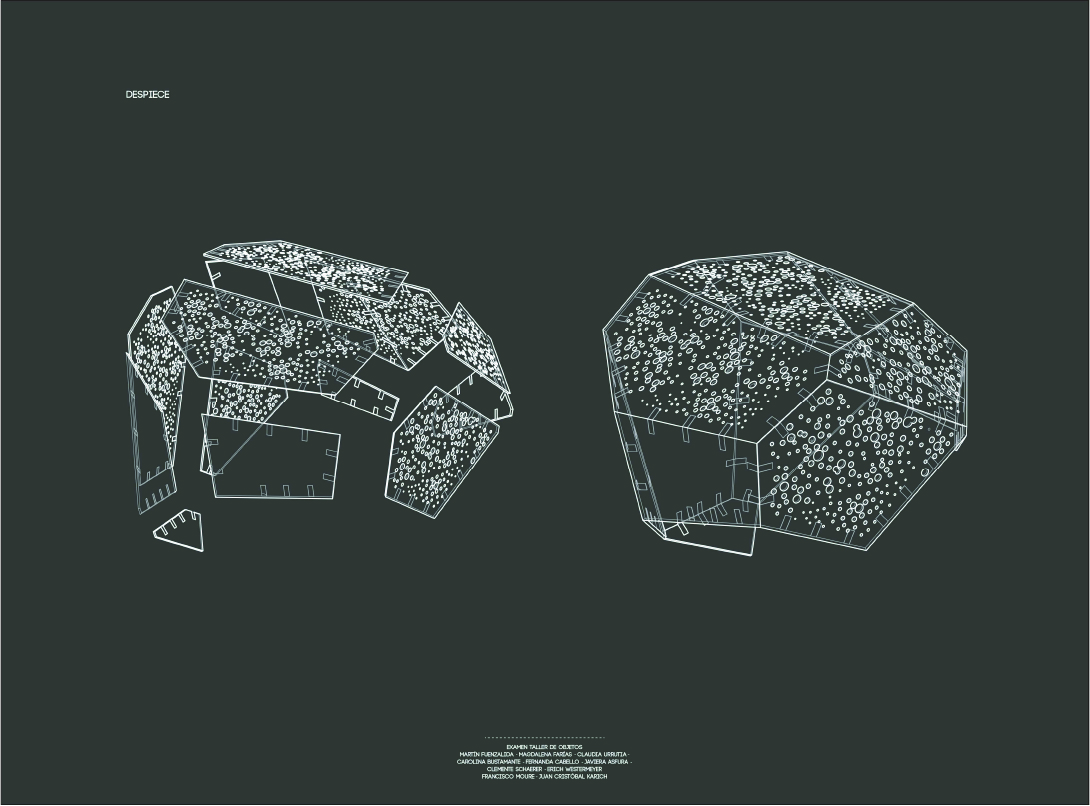 DESPIECE
EXAMEN TALLER DE OBJETOS
MARTÍN FUENZALIDA · MAGDALENA FARÍAS · CLAUDIA URRUTIA ·
CAROLINA BUSTAMANTE · FERNANDA CABELLO · JAVIERA ASFURA ·
CLEMENTE SCHAERER · ERICH WESTERMEYER
FRANCISCO MOURE · JUAN CRISTÓBAL KARICH